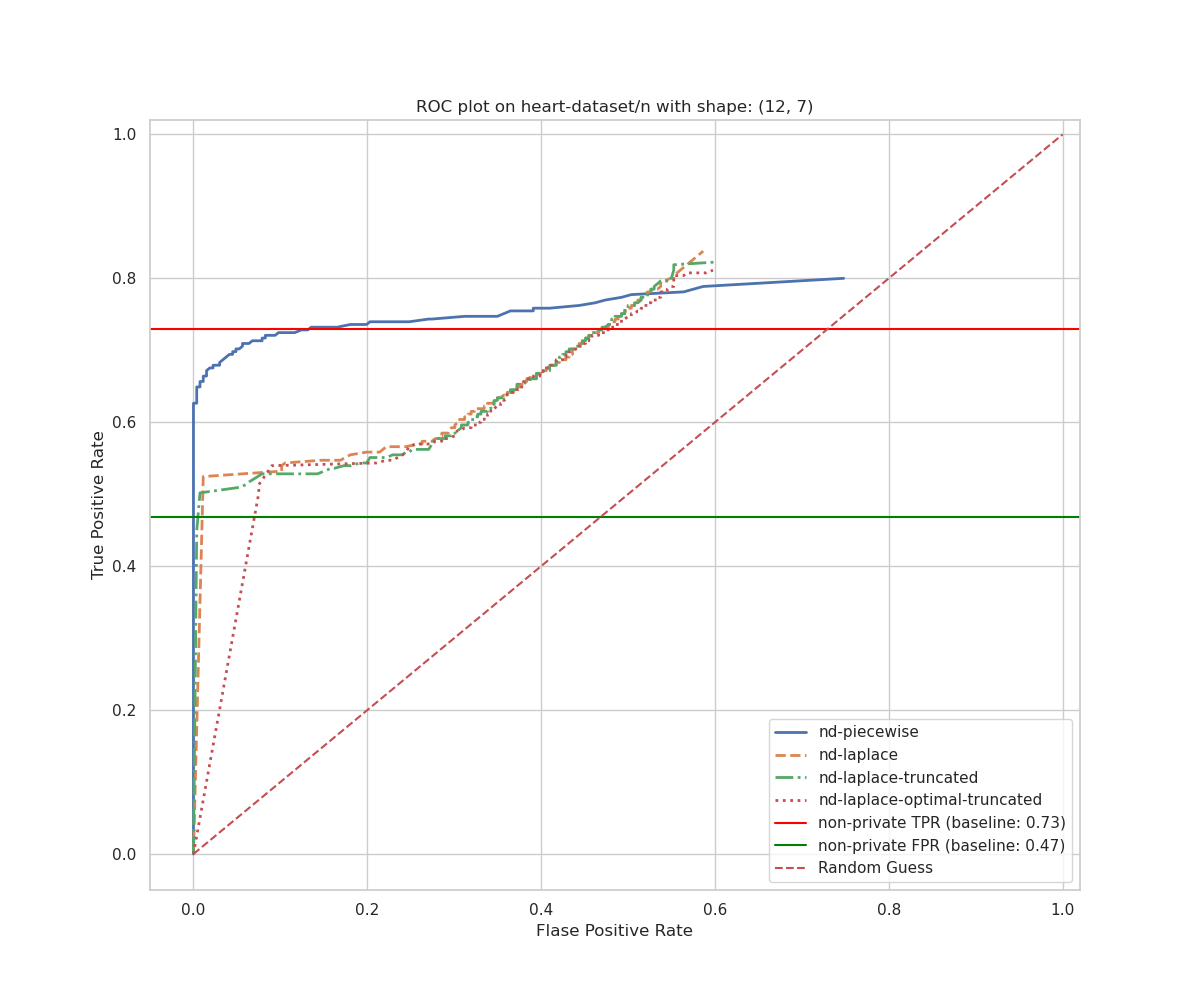 ROC plot on heart-dataset/n with shape: (12, 7)
True Positive Rate
1.0
0.8
0.6
0.4
0.2
0.0
0.0 0.2 0.4 0.6 0.8 1.0
Flase Positive Rate
nd-piecewise
nd-laplace
nd-laplace-truncated
nd-laplace-optimal-truncated
non-private TPR (baseline: 0.73)
non-private FPR (baseline: 0.47)
Random Guess